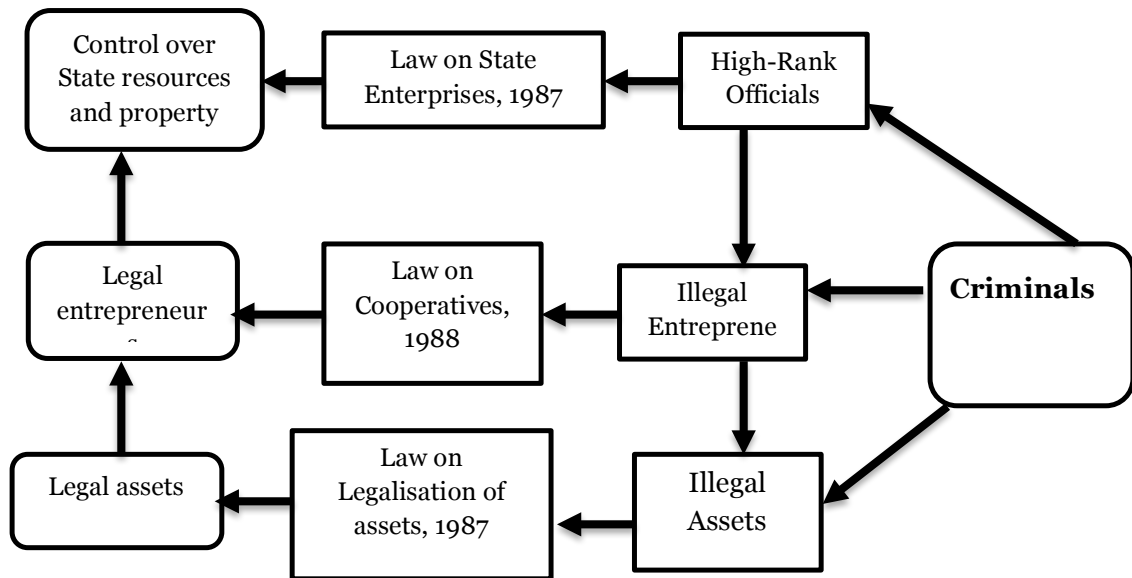 Control over
State resources
and property
Law on State
Enterprises, 1987
High-Rank
Officials
Legal
entrepreneur
Law on
Cooperatives,
1988
Illegal
Entreprene
Criminals
Legal assets
Law on
Legalisation of
assets, 1987
Illegal
Assets